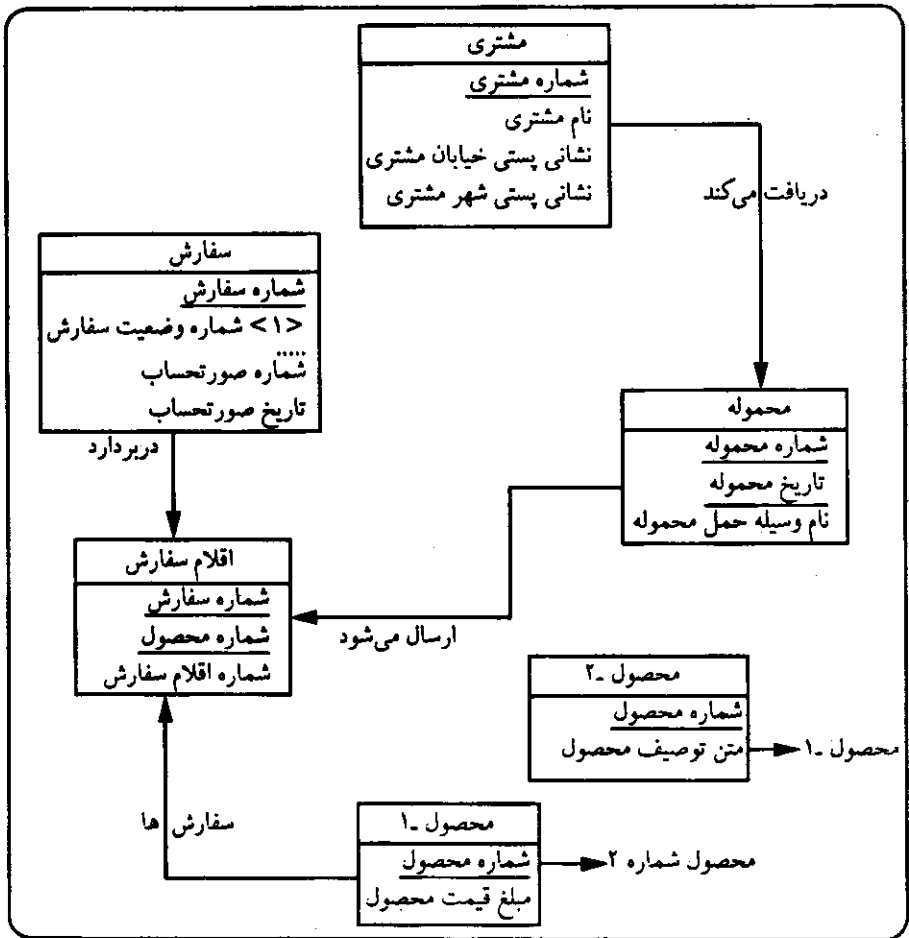 مشتری
شماره مشتری
نام مشتری
نشانی پستی خیابان مشتری
نشانی پستی شهر مشتری
دریافت می‌کند
سفارش
شماره سفارش
<۱> شماره وضعیت سفارش
.....
شماره صورتحساب
تاریخ صورتحساب
دربردارد
محموله
شماره محموله
تاریخ محموله
نام وسیله حمل محموله
اقلام سفارش
شماره سفارش
شماره محصول
شماره اقلام سفارش
ارسال می‌شود
محصول ـ۲
شماره محصول
متن توصیف محصول
محصول ـ۱
سفارش ها
محصول ـ۱
شماره محصول
مبلغ قیمت محصول
محصول شماره ۲